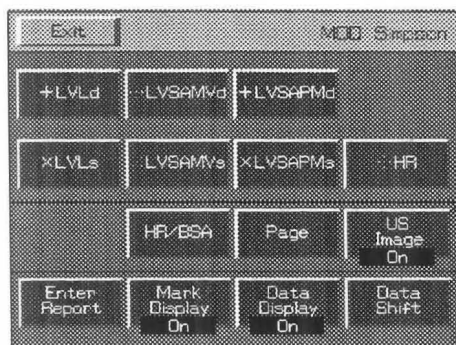 Exit MOD Simpson
+LVLd ···LVSAMVd +LVSAPMd
×LVLs LVSAMVs ×LVSAPMs ··HR
HR/BSA Page US Image On
Enter Report Mark Display On Data Display On Data Shift